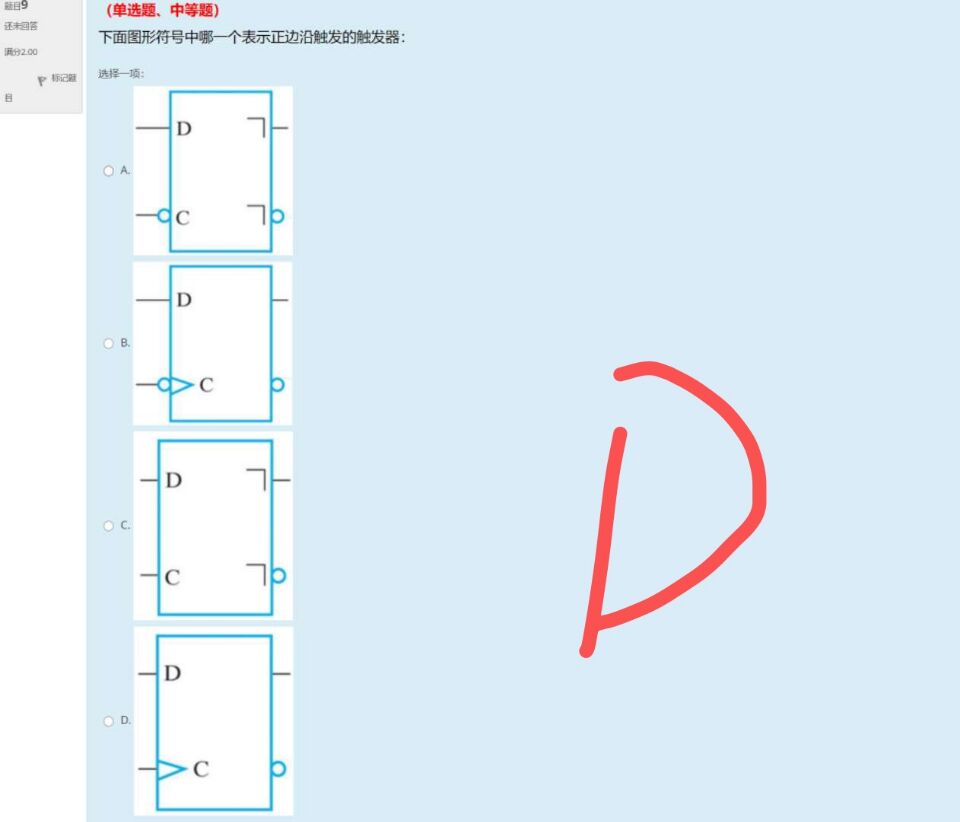 题目9
还未回答
满分2.00
标记题
目
（单选题、中等题）
下面图形符号中哪一个表示正边沿触发的触发器：
选择一项：
A.
D
C
B.
D
C
C.
D
C
D.
D
C
D